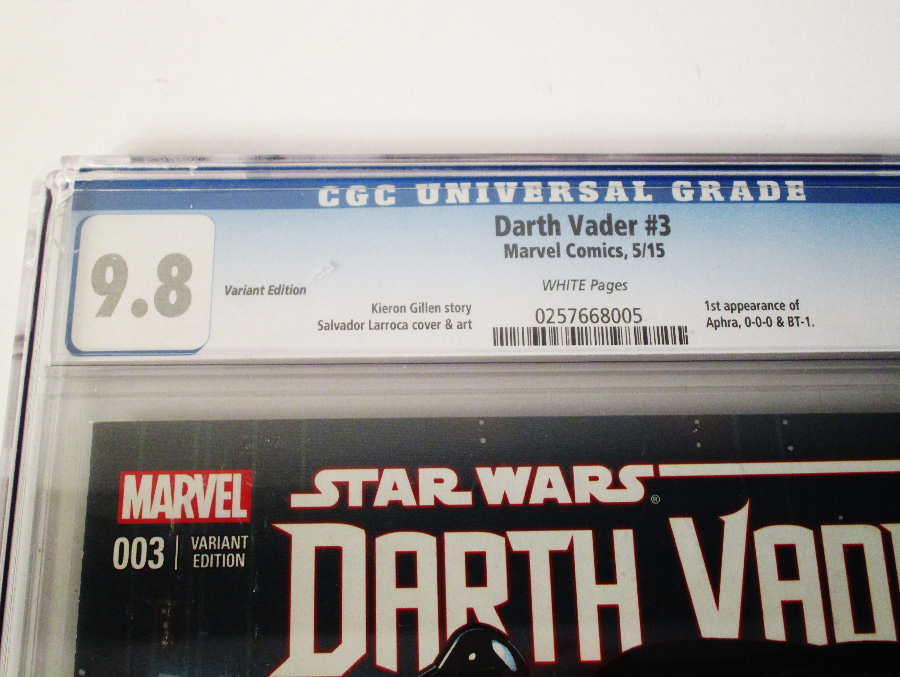 CGC UNIVERSAL GRADE
9.8
Darth Vader #3
Marvel Comics, 5/15
Variant Edition
WHITE Pages
Kieron Gillen story
Salvador Larroca cover & art
0257668005
1st appearance of
Aphra, 0-0-0 & BT-1.
MARVEL
003 | VARIANT
EDITION
STAR WARS®
DARTH VAD